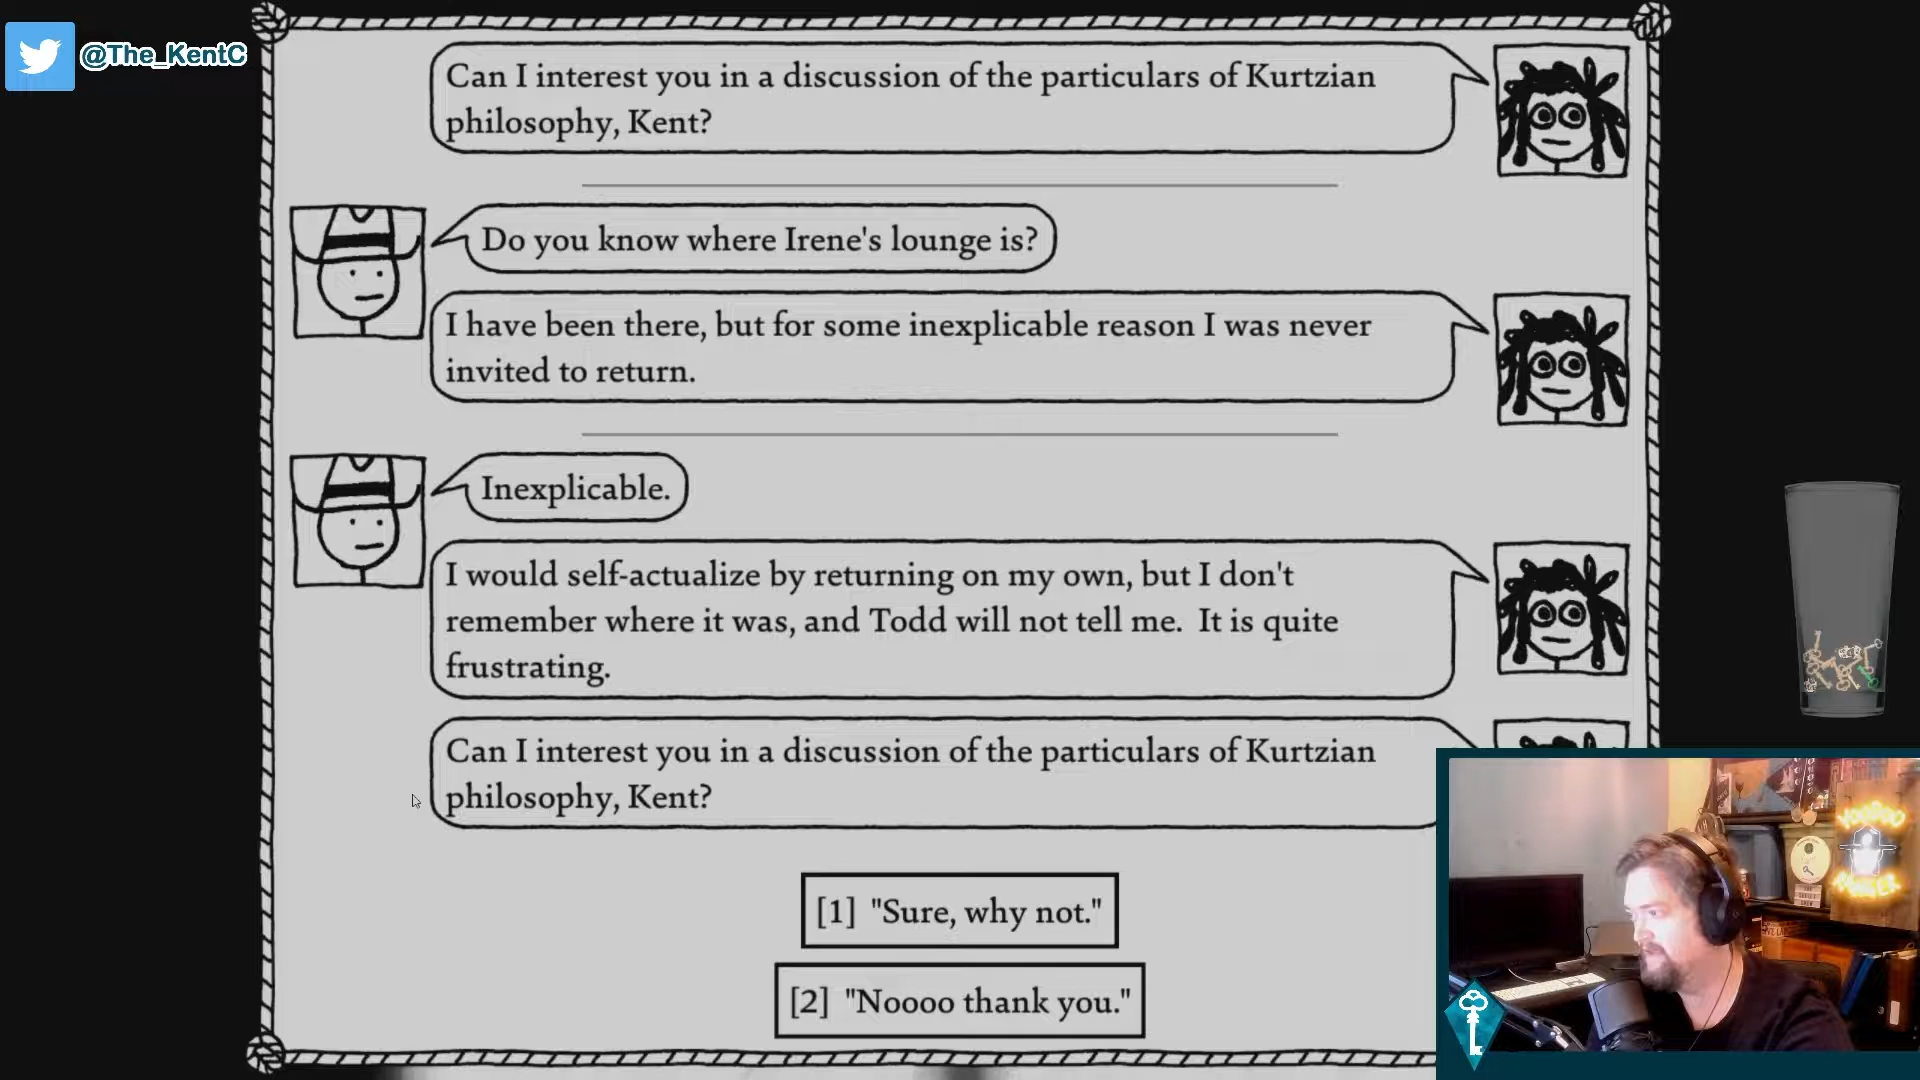 @The_KentC
Can I interest you in a discussion of the particulars of Kurtzian
philosophy, Kent?
Do you know where Irene's lounge is?
I have been there, but for some inexplicable reason I was never
invited to return.
Inexplicable.
I would self-actualize by returning on my own, but I don't
remember where it was, and Todd will not tell me. It is quite
frustrating.
Can I interest you in a discussion of the particulars of Kurtzian
philosophy, Kent?
[1] "Sure, why not."
[2] "Noooo thank you."
VOODOO